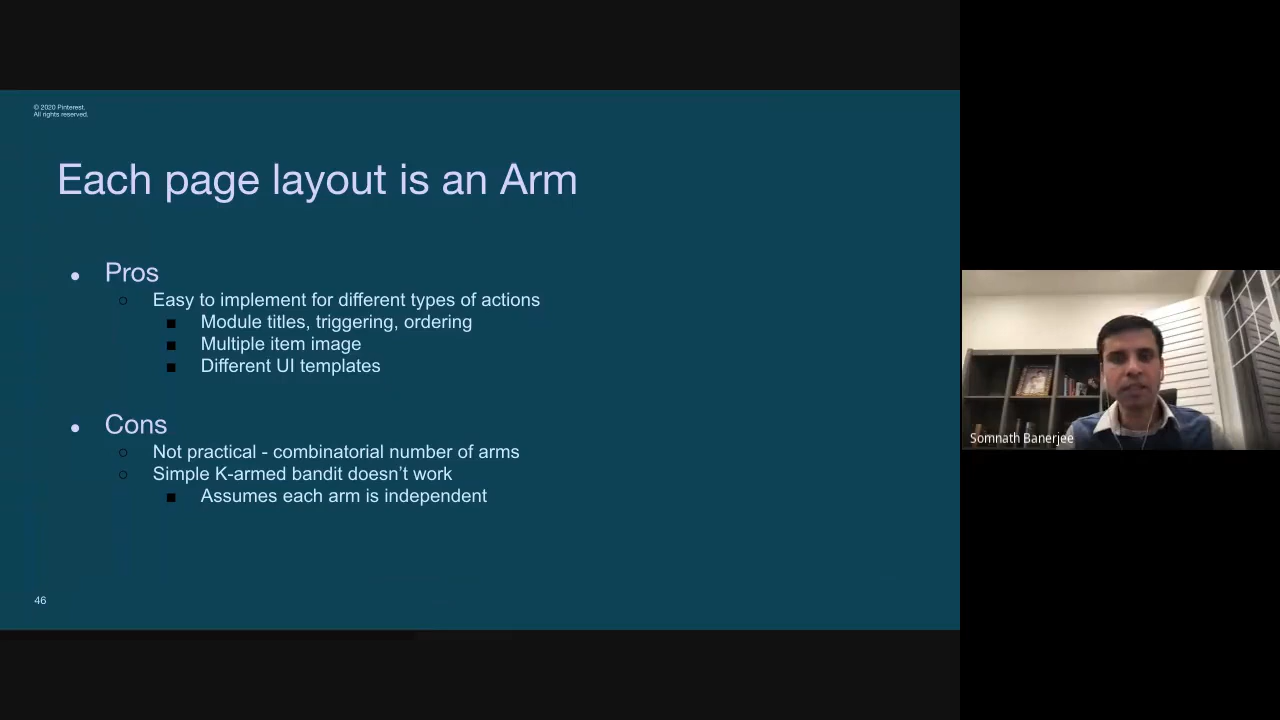 © 2020 Pinterest.
All rights reserved.
Each page layout is an Arm
● Pros
○ Easy to implement for different types of actions
■ Module titles, triggering, ordering
■ Multiple item image
■ Different UI templates
● Cons
○ Not practical - combinatorial number of arms
○ Simple K-armed bandit doesn’t work
■ Assumes each arm is independent
46
Somnath Banerjee